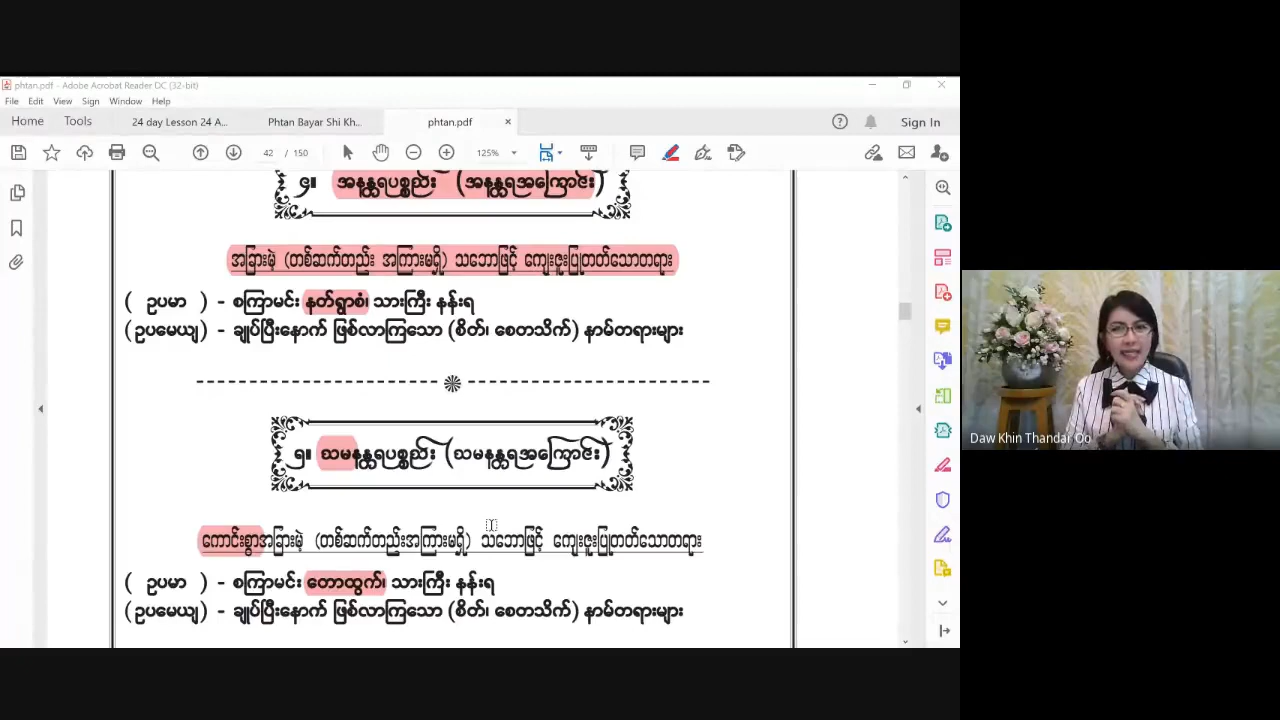 phtan.pdf - Adobe Acrobat Reader DC (32-bit)
File Edit View Sign Window Help
Home Tools 24 day Lesson 24 A... Phtan Bayar Shi Kh... phtan.pdf × Sign In
42 / 150 125%
၄။ အနန္တရပစ္စည်း (အနန္တရအကြောင်း)
အခြားမဲ့ (တစ်ဆက်တည်း အကြားမရှိ) သဘောဖြင့် ကျေးဇူးပြုတတ်သောတရား
( ဥပမာ ) - စကြာမင်း နတ်ရွာစံ၊ သားကြီး နန်းရ
(ဥပမေယျ) - ချုပ်ပြီးနောက် ဖြစ်လာကြသော (စိတ်၊ စေတသိက်) နာမ်တရားများ
၅။ သမနန္တရပစ္စည်း (သမနန္တရအကြောင်း)
ကောင်းစွာအခြားမဲ့ (တစ်ဆက်တည်းအကြားမရှိ) သဘောဖြင့် ကျေးဇူးပြုတတ်သောတရား
( ဥပမာ ) - စကြာမင်း တောထွက်၊ သားကြီး နန်းရ
(ဥပမေယျ) - ချုပ်ပြီးနောက် ဖြစ်လာကြသော (စိတ်၊ စေတသိက်) နာမ်တရားများ
Daw Khin Thandar Oo